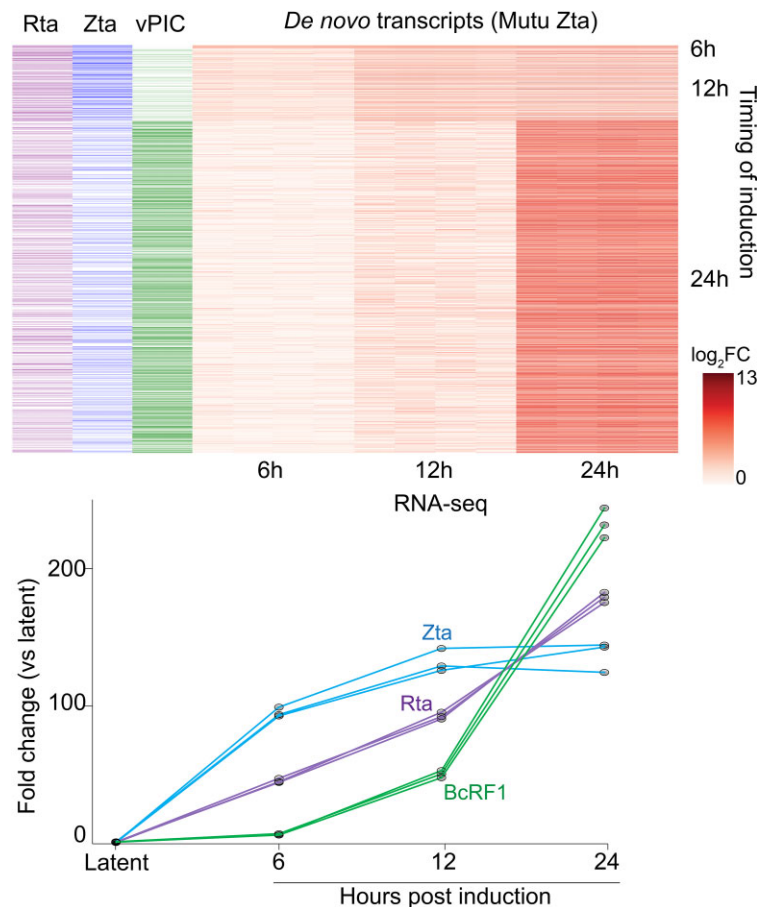 Rta Zta vPIC De novo transcripts (Mutu Zta)
6h
12h
24h
Timing of induction
log2FC
13
0
6h 12h 24h
RNA-seq
Fold change (vs latent)
200
100
0
Zta
Rta
BcRF1
Latent 6 12 24
Hours post induction